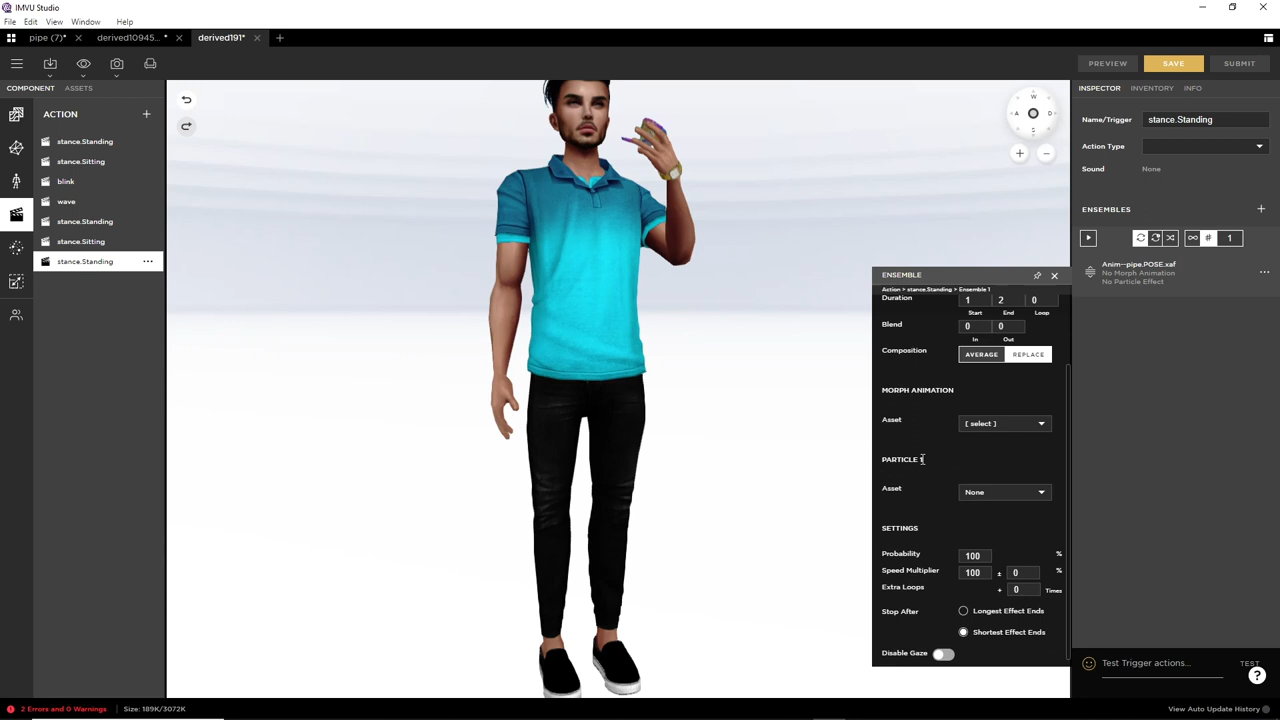 IMVU Studio
File Edit View Window Help
pipe (7)* derived10945... * derived191*
PREVIEW SAVE SUBMIT
COMPONENT ASSETS
ACTION
stance.Standing
stance.Sitting
blink
wave
stance.Standing
stance.Sitting
stance.Standing
W
A D
S
INSPECTOR INVENTORY INFO
Name/Trigger stance.Standing
Action Type
Sound None
ENSEMBLES
# 1
Anim--pipe.POSE.xaf
No Morph Animation
No Particle Effect
ENSEMBLE
Action > stance.Standing > Ensemble 1
Duration 1 2 0
Start End Loop
Blend 0 0
In Out
Composition AVERAGE REPLACE
MORPH ANIMATION
Asset [ select ]
PARTICLE 1
Asset None
SETTINGS
Probability 100 %
Speed Multiplier 100 ± 0 %
Extra Loops + 0 Times
Stop After Longest Effect Ends
Shortest Effect Ends
Disable Gaze
Test Trigger actions... TEST
?
2 Errors and 0 Warnings Size: 189K/3072K
View Auto Update History